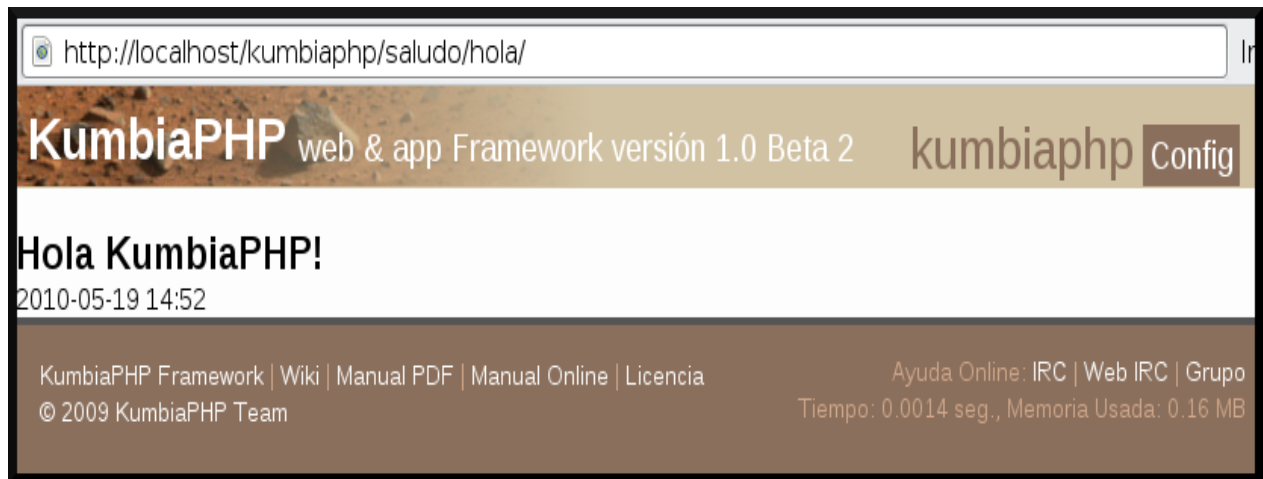 http://localhost/kumbiaphp/saludo/hola/
KumbiaPHP web & app Framework versión 1.0 Beta 2 kumbiaphp Config
Hola KumbiaPHP!
2010-05-19 14:52
KumbiaPHP Framework | Wiki | Manual PDF | Manual Online | Licencia
© 2009 KumbiaPHP Team
Ayuda Online: IRC | Web IRC | Grupo
Tiempo: 0.0014 seg., Memoria Usada: 0.16 MB